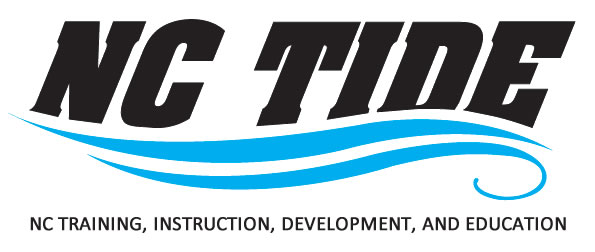 NC TIDE
NC TRAINING, INSTRUCTION, DEVELOPMENT, AND EDUCATION